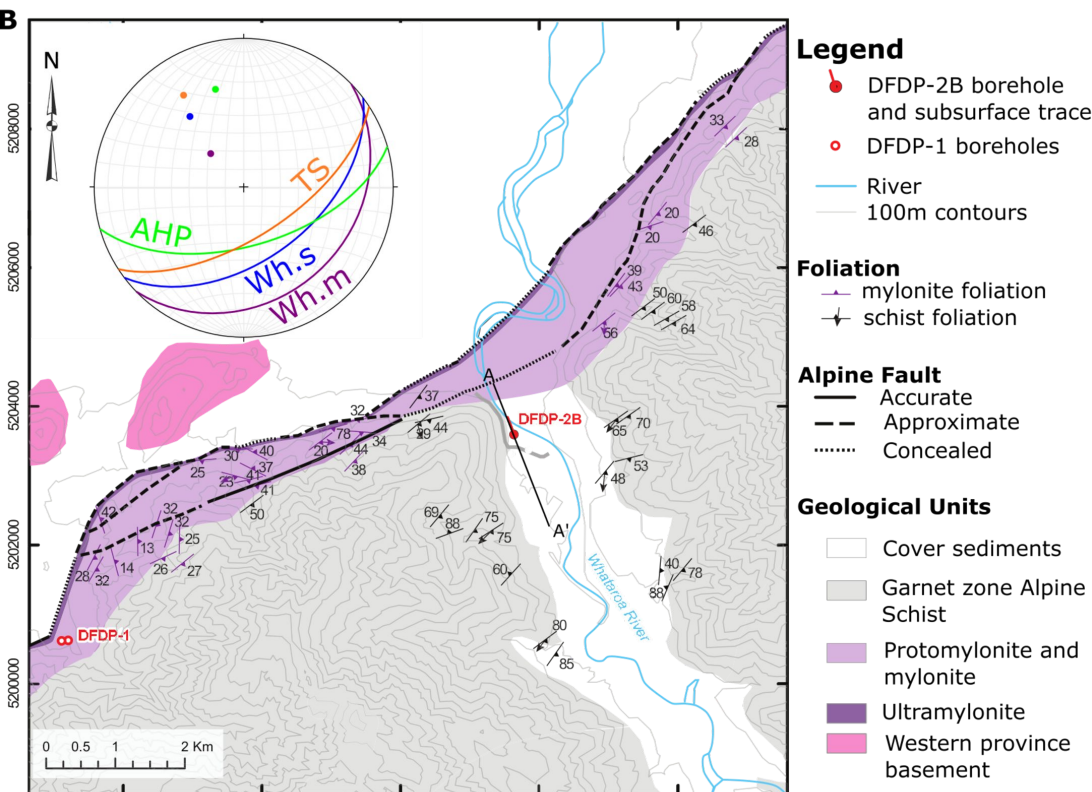 B
N
TS
AHP
Wh.s
Wh.m
5208000
5206000
5204000
5202000
5200000
33
28
20
20
46
39
43
50
60
58
64
56
37
32
44
78
20
44
34
38
30
40
37
25
41
41
50
42
32
32
13
25
28
32
14
26
27
A
DFDP-2B
A'
70
65
53
48
69
88
75
75
60
40
78
88
80
85
Whataroa River
DFDP-1
0 0.5 1 2 Km
Legend
DFDP-2B borehole
and subsurface trace
DFDP-1 boreholes
River
100m contours
Foliation
mylonite foliation
schist foliation
Alpine Fault
Accurate
Approximate
Concealed
Geological Units
Cover sediments
Garnet zone Alpine
Schist
Protomylonite and
mylonite
Ultramylonite
Western province
basement